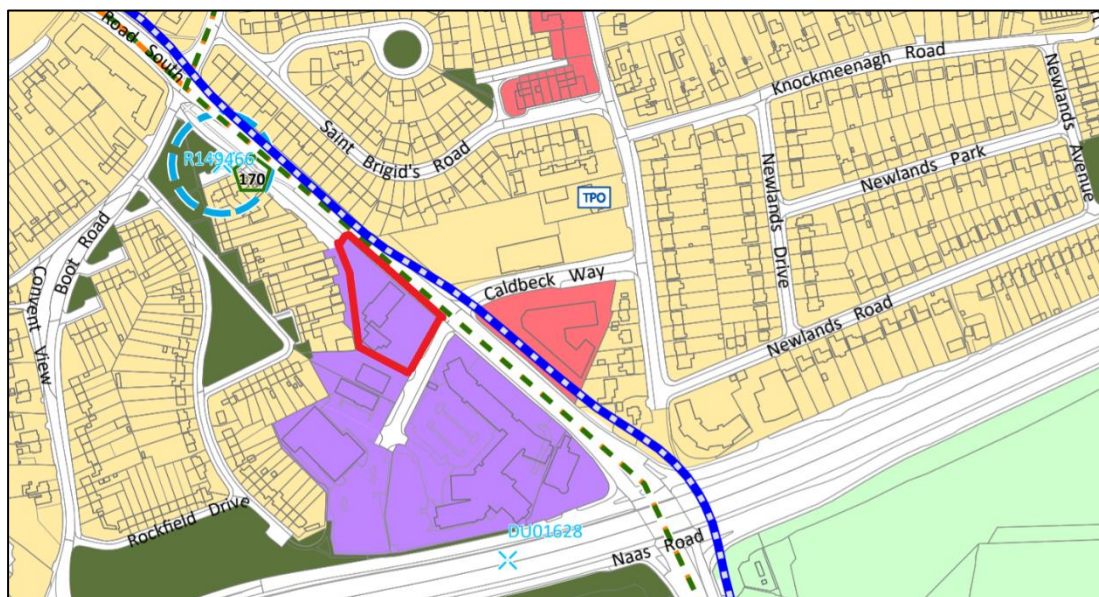 Road South
R149466
170
Saint Brigid's Road
Knockmeenagh Road
Newlands Avenue
Newlands Park
Newlands Drive
TPO
Boot Road
Convent View
Caldbeck Way
Newlands Road
Rockfield Drive
DU01628
Naas Road